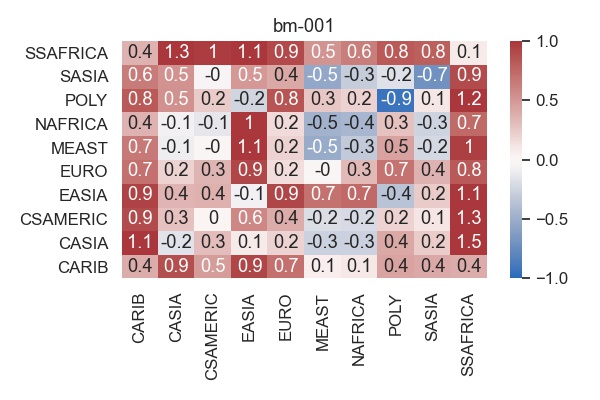 bm-001
SSAFRICA 0.4 1.3 1 1.1 0.9 0.5 0.6 0.8 0.8 0.1
SASIA 0.6 0.5 -0 0.5 0.4 -0.5 -0.3 -0.2 -0.7 0.9
POLY 0.8 0.5 0.2 -0.2 0.8 0.3 0.2 -0.9 0.1 1.2
NAFRICA 0.4 -0.1 -0.1 1 0.2 -0.5 -0.4 0.3 -0.3 0.7
MEAST 0.7 -0.1 -0 1.1 0.2 -0.5 -0.3 0.5 -0.2 1
EURO 0.7 0.2 0.3 0.9 0.2 -0 0.3 0.7 0.4 0.8
EASIA 0.9 0.4 0.4 -0.1 0.9 0.7 0.7 -0.4 0.2 1.1
CSAMERIC 0.9 0.3 0 0.6 0.4 -0.2 -0.2 0.2 0.1 1.3
CASIA 1.1 -0.2 0.3 0.1 0.2 -0.3 -0.3 0.4 0.2 1.5
CARIB 0.4 0.9 0.5 0.9 0.7 0.1 0.1 0.4 0.4 0.4
CARIB CASIA CSAMERIC EASIA EURO MEAST NAFRICA POLY SASIA SSAFRICA
1.0
0.5
0.0
−0.5
−1.0